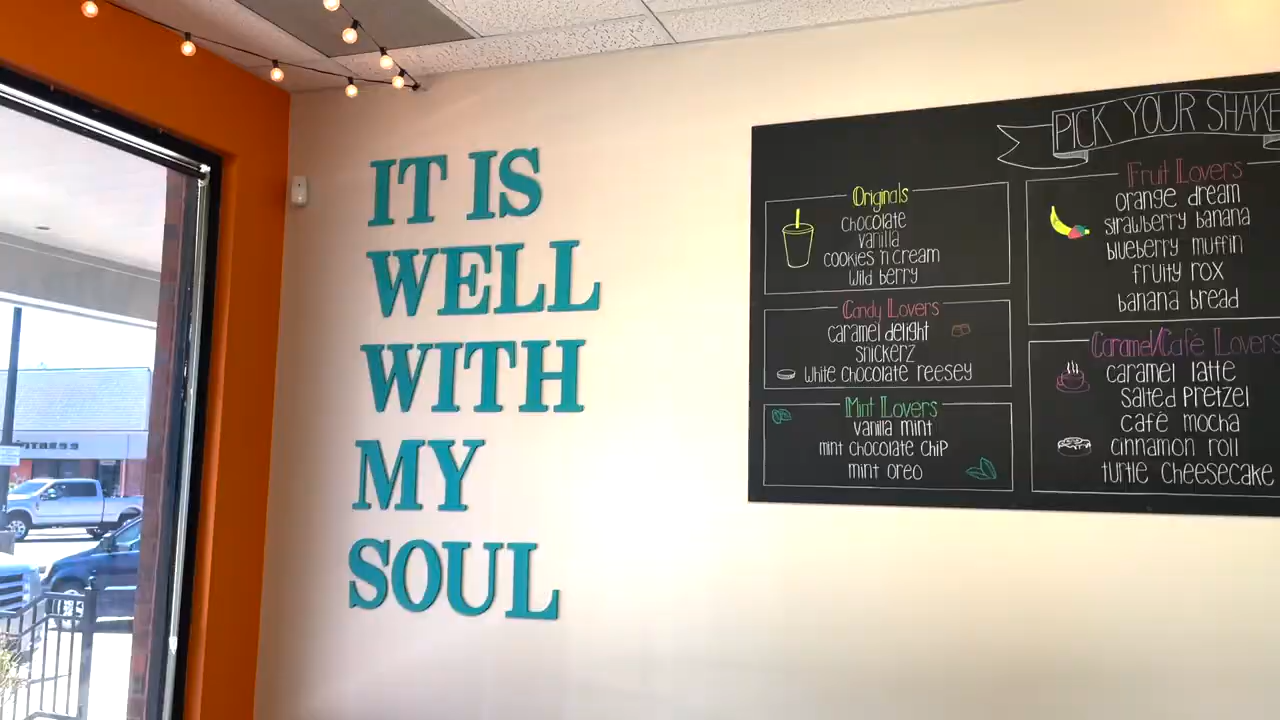 IT IS
WELL
WITH
MY
SOUL
PICK YOUR SHAKE
Originals
chocolate
vanilla
cookies 'n cream
wild berry
Candy Lovers
caramel delight
snickerz
white chocolate reesey
Mint Lovers
vanilla mint
mint chocolate chip
mint oreo
Fruit Lovers
orange dream
strawberry banana
blueberry muffin
fruity rox
banana bread
Caramel/Café Lovers
caramel latte
salted pretzel
café mocha
cinnamon roll
turtle cheesecake